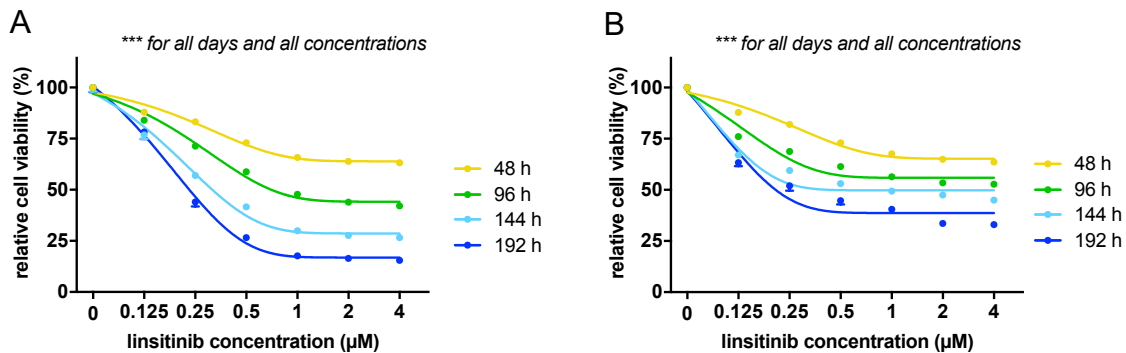 A
*** for all days and all concentrations
relative cell viability (%)
100
75
50
25
0
0 0.125 0.25 0.5 1 2 4
linsitinib concentration (µM)
48 h
96 h
144 h
192 h
B
*** for all days and all concentrations
relative cell viability (%)
100
75
50
25
0
0 0.125 0.25 0.5 1 2 4
linsitinib concentration (µM)
48 h
96 h
144 h
192 h